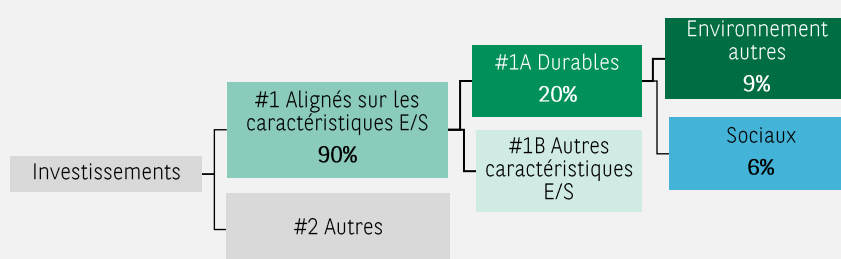 Investissements
#1 Alignés sur les
caractéristiques E/S
90%
#2 Autres
#1A Durables
20%
#1B Autres
caractéristiques
E/S
Environnement
autres
9%
Sociaux
6%